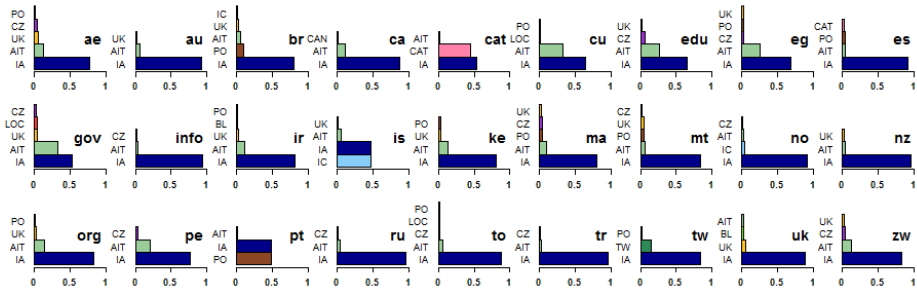 PO
CZ
UK
AIT
IA
ae
0 0.5 1
UK
AIT
IA
au
0 0.5 1
IC
UK
AIT
PO
IA
br
0 0.5 1
CAN
AIT
IA
ca
0 0.5 1
AIT
CAT
IA
cat
0 0.5 1
PO
LOC
AIT
IA
cu
0 0.5 1
UK
CZ
AIT
IA
edu
0 0.5 1
UK
PO
CZ
AIT
IA
eg
0 0.5 1
CAT
PO
AIT
IA
es
0 0.5 1
CZ
LOC
UK
AIT
IA
gov
0 0.5 1
CZ
AIT
IA
info
0 0.5 1
PO
BL
UK
AIT
IA
ir
0 0.5 1
UK
AIT
IA
IC
is
0 0.5 1
PO
UK
AIT
IA
ke
0 0.5 1
UK
CZ
PO
AIT
IA
ma
0 0.5 1
CZ
UK
PO
AIT
IA
mt
0 0.5 1
CZ
AIT
IC
IA
no
0 0.5 1
UK
AIT
IA
nz
0 0.5 1
PO
UK
AIT
IA
org
0 0.5 1
CZ
AIT
IA
pe
0 0.5 1
AIT
IA
PO
pt
0 0.5 1
CZ
AIT
IA
ru
0 0.5 1
PO
LOC
AIT
IA
to
0 0.5 1
CZ
AIT
IA
tr
0 0.5 1
PO
TW
IA
tw
0 0.5 1
AIT
BL
UK
IA
uk
0 0.5 1
UK
CZ
AIT
IA
zw
0 0.5 1